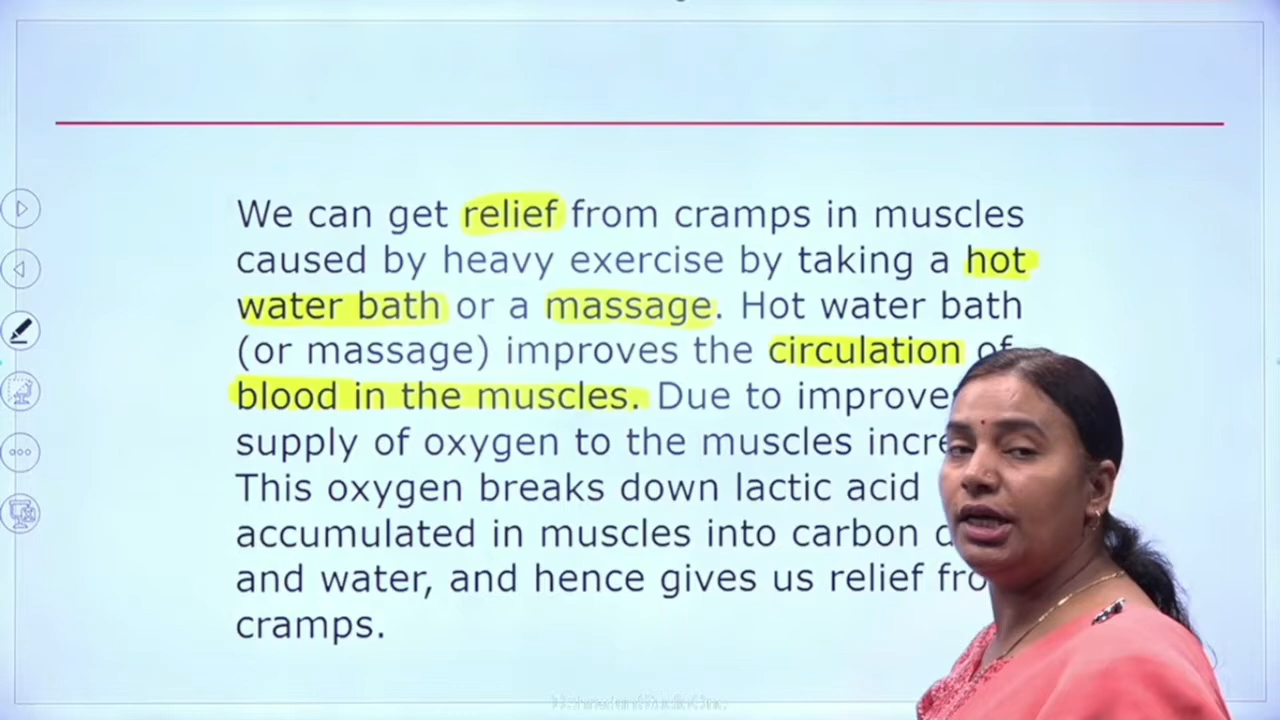 We can get relief from cramps in muscles
caused by heavy exercise by taking a hot
water bath or a massage. Hot water bath
(or massage) improves the circulation of
blood in the muscles. Due to
supply of oxygen to the muscles
This oxygen breaks down lactic acid
accumulated in muscles into carbon
and water, and hence gives us relief
cramps.